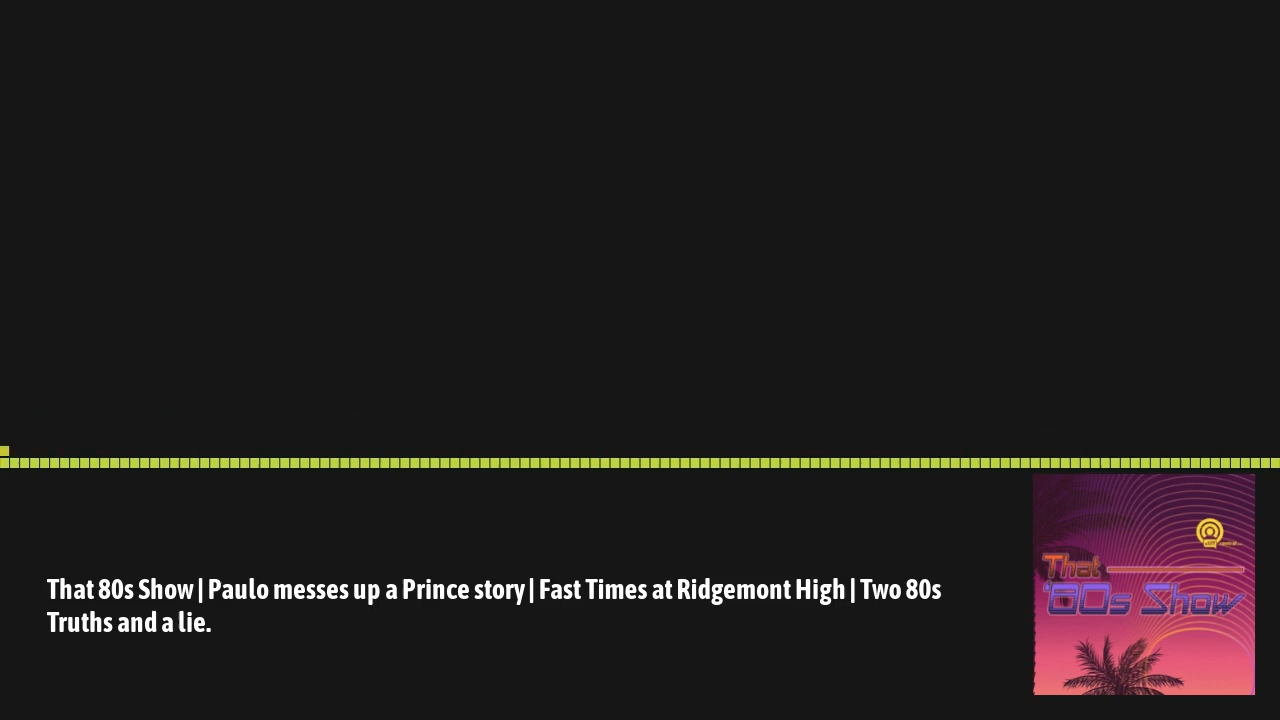 That 80s Show | Paulo messes up a Prince story | Fast Times at Ridgemont High | Two 80s
Truths and a lie.
That
'80s Show